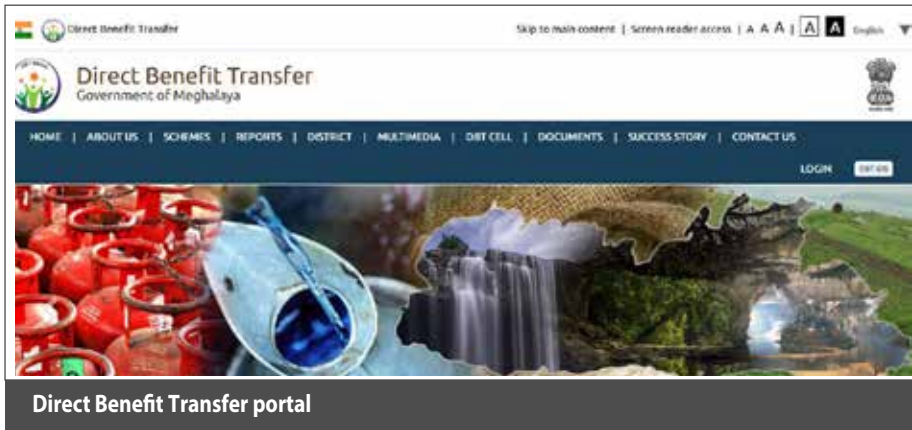 Direct Benefit Transfer
Skip to main content | Screen reader access | A A A | A A English
Direct Benefit Transfer
Government of Meghalaya
HOME | ABOUT US | SCHEMES | REPORTS | DISTRICT | MULTIMEDIA | DBT CELL | DOCUMENTS | SUCCESS STORY | CONTACT US
LOGIN
Direct Benefit Transfer portal